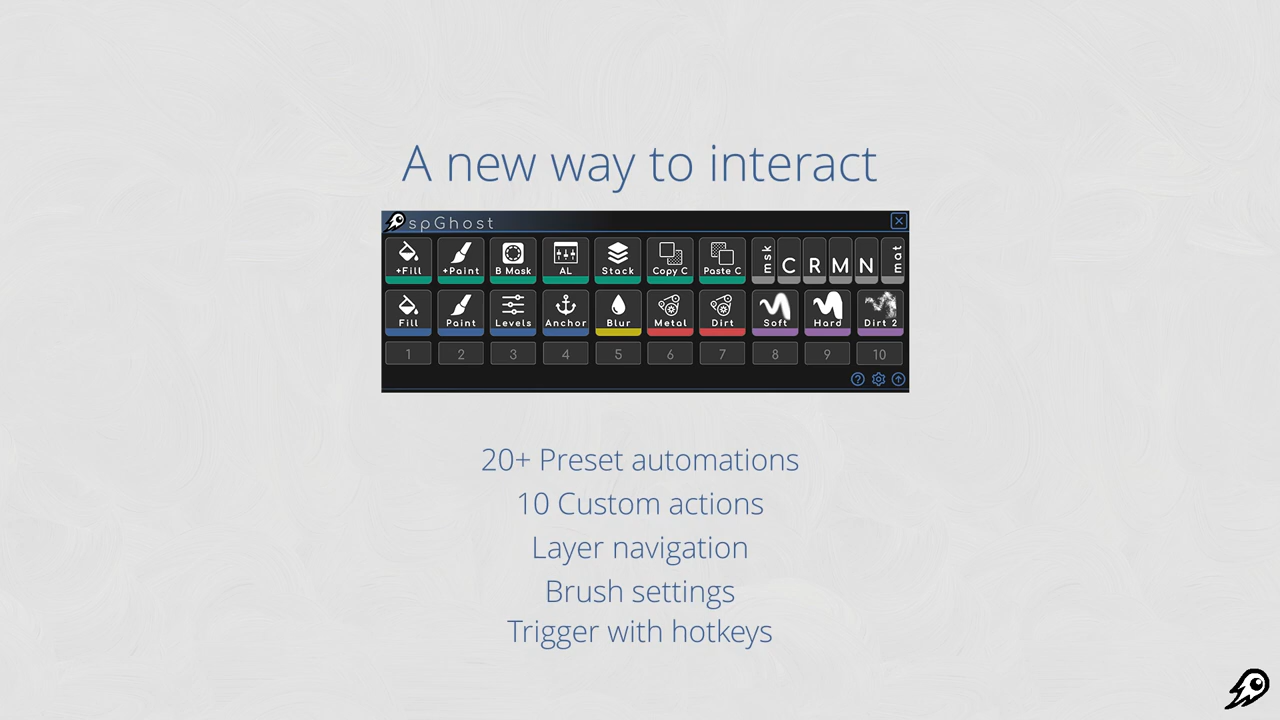 A new way to interact
spGhost
+Fill +Paint B Mask AL Stack Copy C Paste C msk C R M N mat
Fill Paint Levels Anchor Blur Metal Dirt Soft Hard Dirt 2
1 2 3 4 5 6 7 8 9 10
20+ Preset automations
10 Custom actions
Layer navigation
Brush settings
Trigger with hotkeys